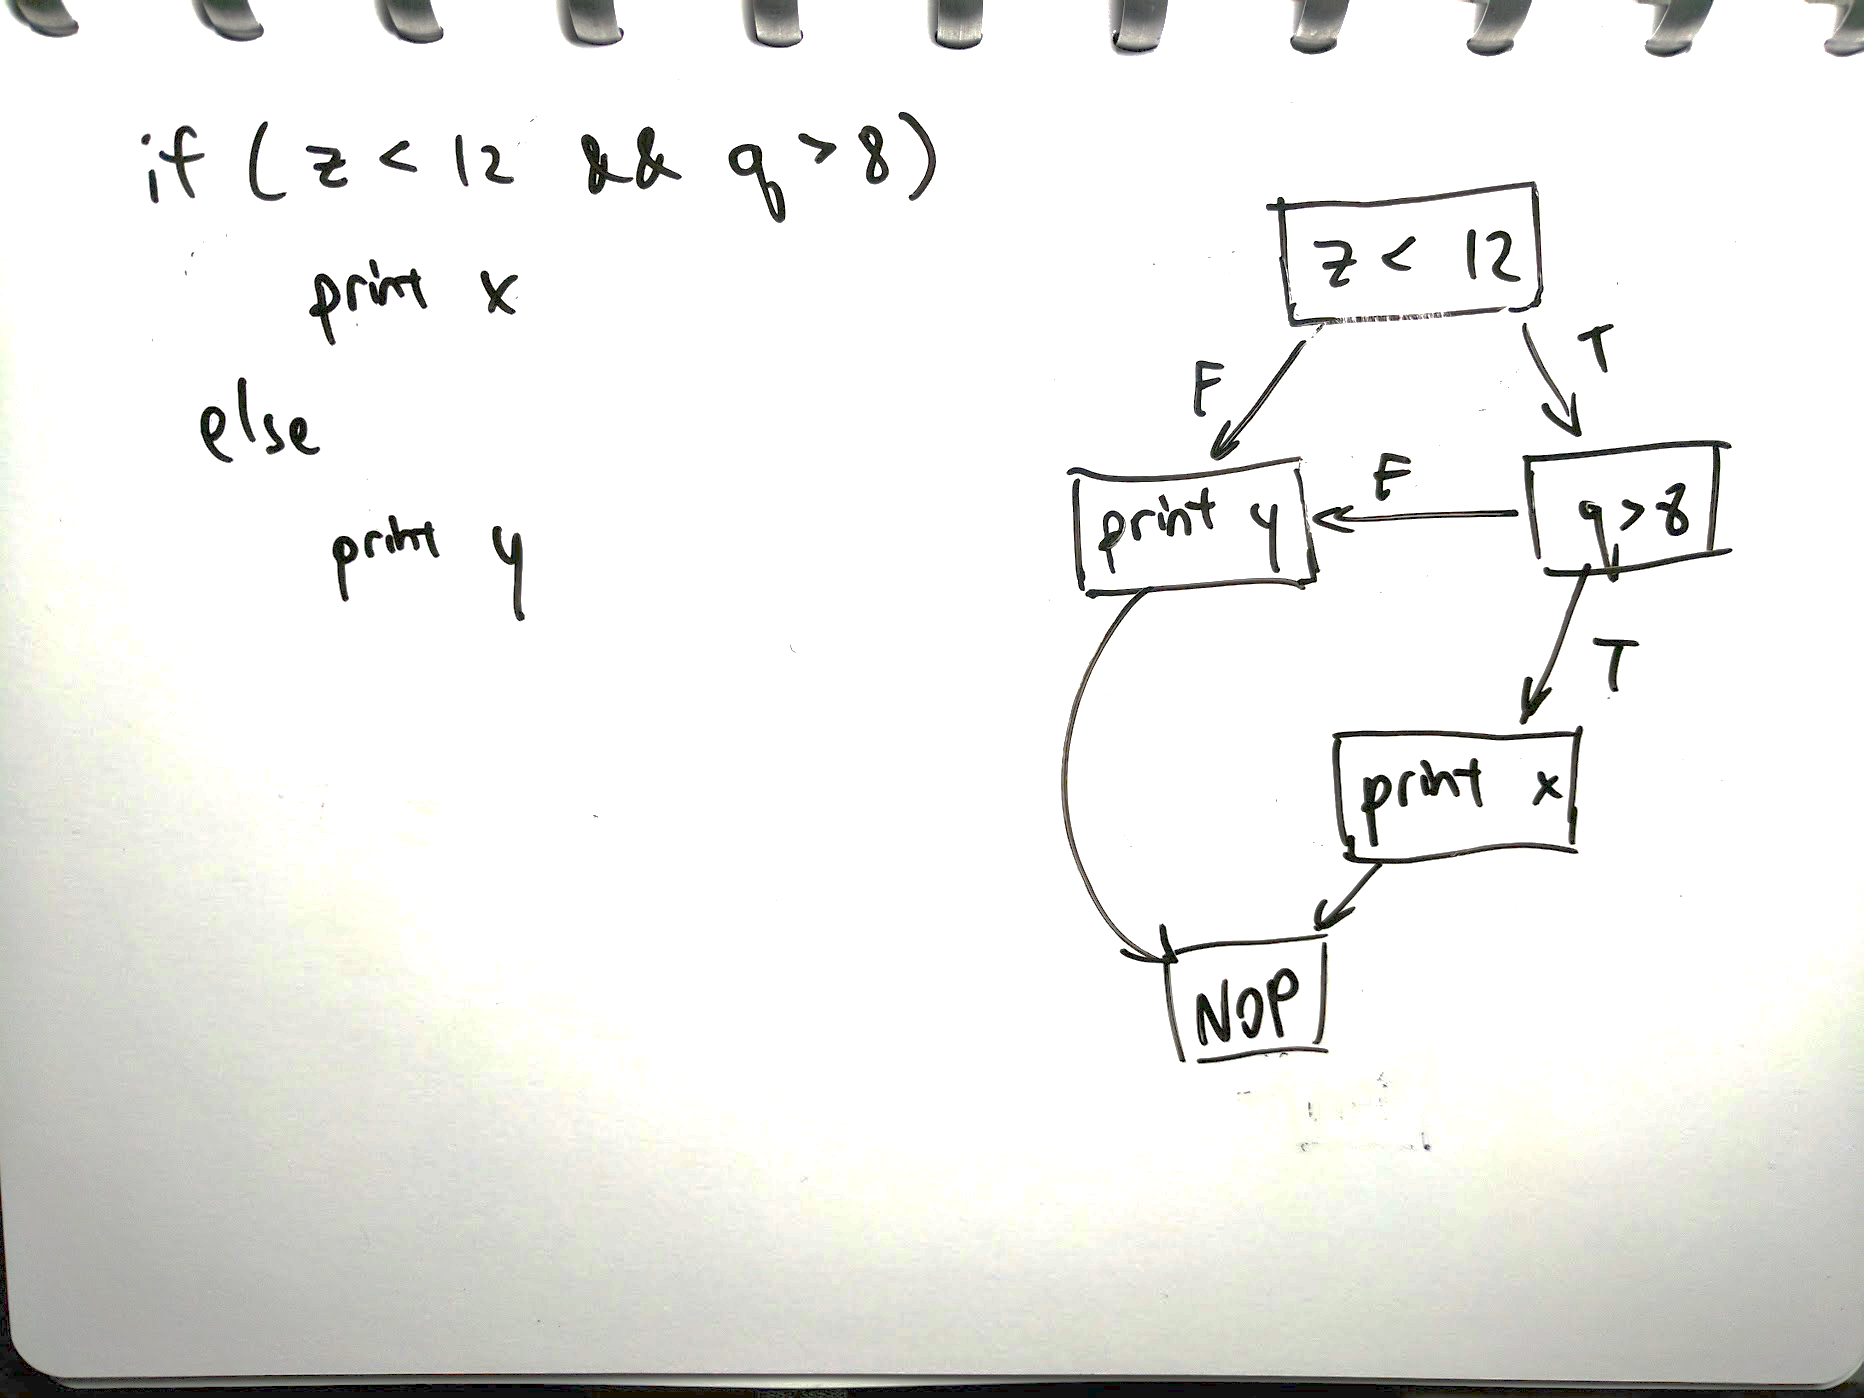 if ( z < 12 && q > 8)
print x
else
print y
z < 12
F
T
print y
F
q > 8
T
print x
NOP